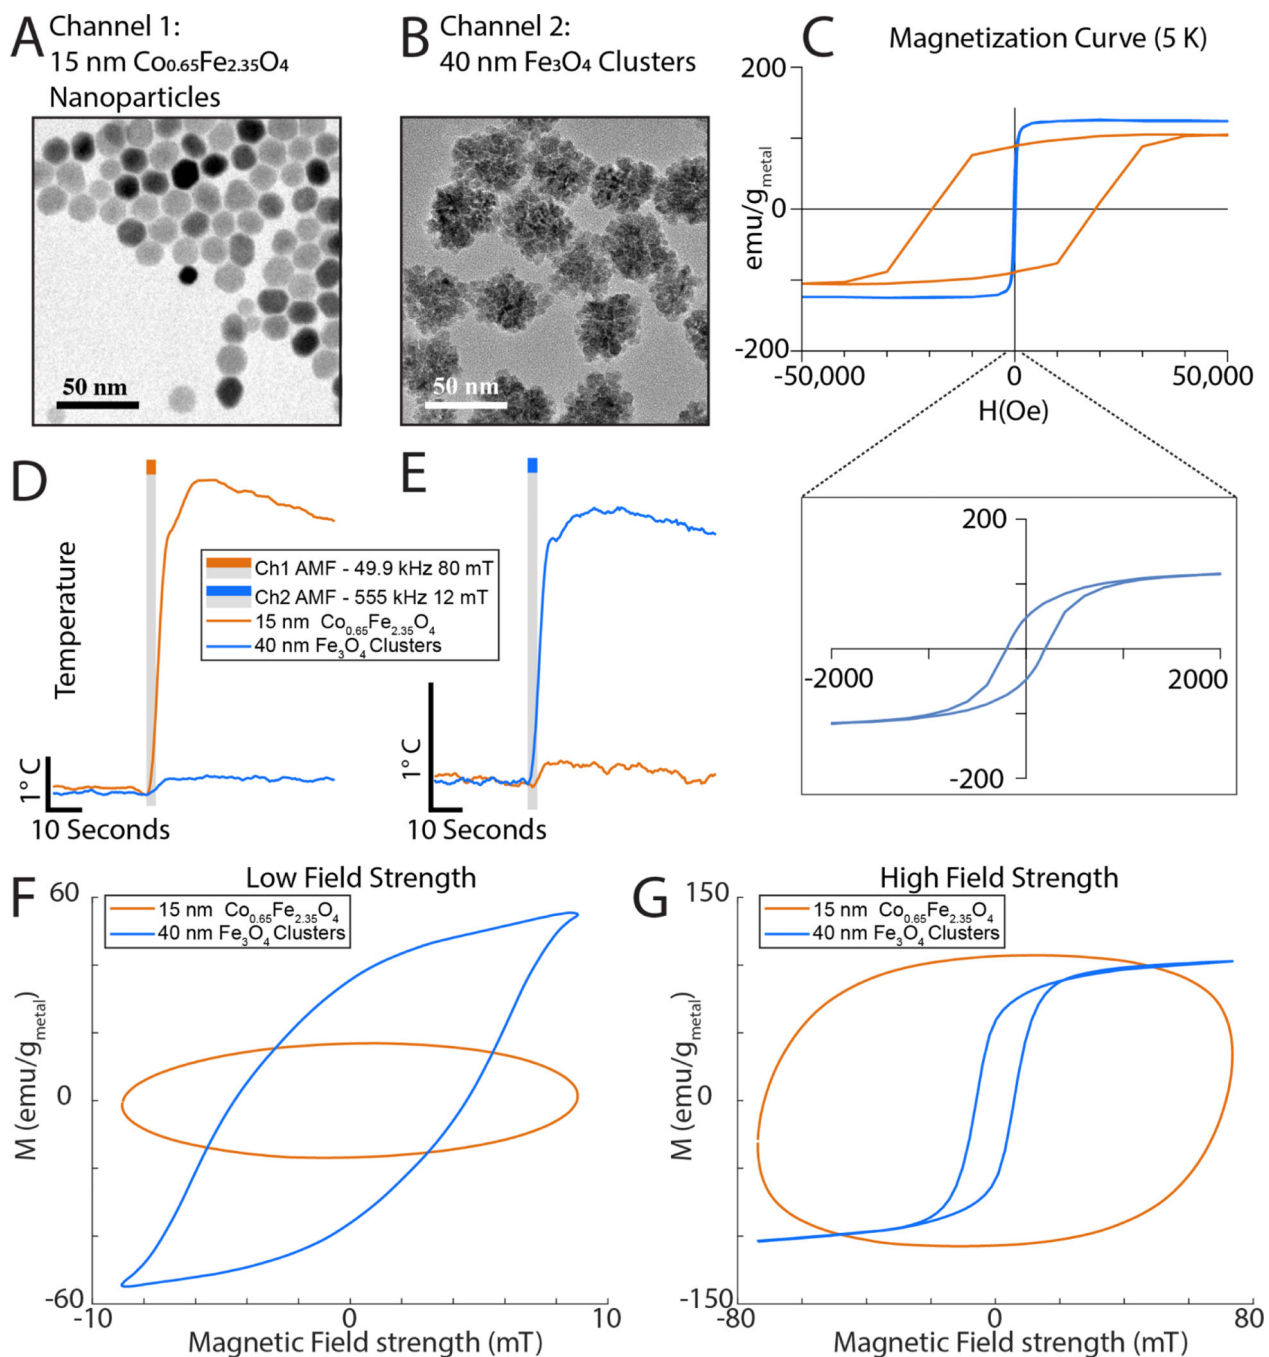 A
Channel 1:
15 nm Co₀.₆₅Fe₂.₃₅O₄
Nanoparticles
50 nm
B
Channel 2:
40 nm Fe₃O₄ Clusters
50 nm
C
Magnetization Curve (5 K)
200
emu/g_metal
0
-200
-50,000
0
50,000
H(Oe)
200
-2000
2000
-200
D
Temperature
1° C
10 Seconds
E
1° C
10 Seconds
Ch1 AMF - 49.9 kHz 80 mT
Ch2 AMF - 555 kHz 12 mT
15 nm Co₀.₆₅Fe₂.₃₅O₄
40 nm Fe₃O₄ Clusters
F
Low Field Strength
60
15 nm Co₀.₆₅Fe₂.₃₅O₄
40 nm Fe₃O₄ Clusters
M (emu/g_metal)
0
-60
-10
0
10
Magnetic Field strength (mT)
G
High Field Strength
150
15 nm Co₀.₆₅Fe₂.₃₅O₄
40 nm Fe₃O₄ Clusters
M (emu/g_metal)
0
-150
-80
0
80
Magnetic Field strength (mT)